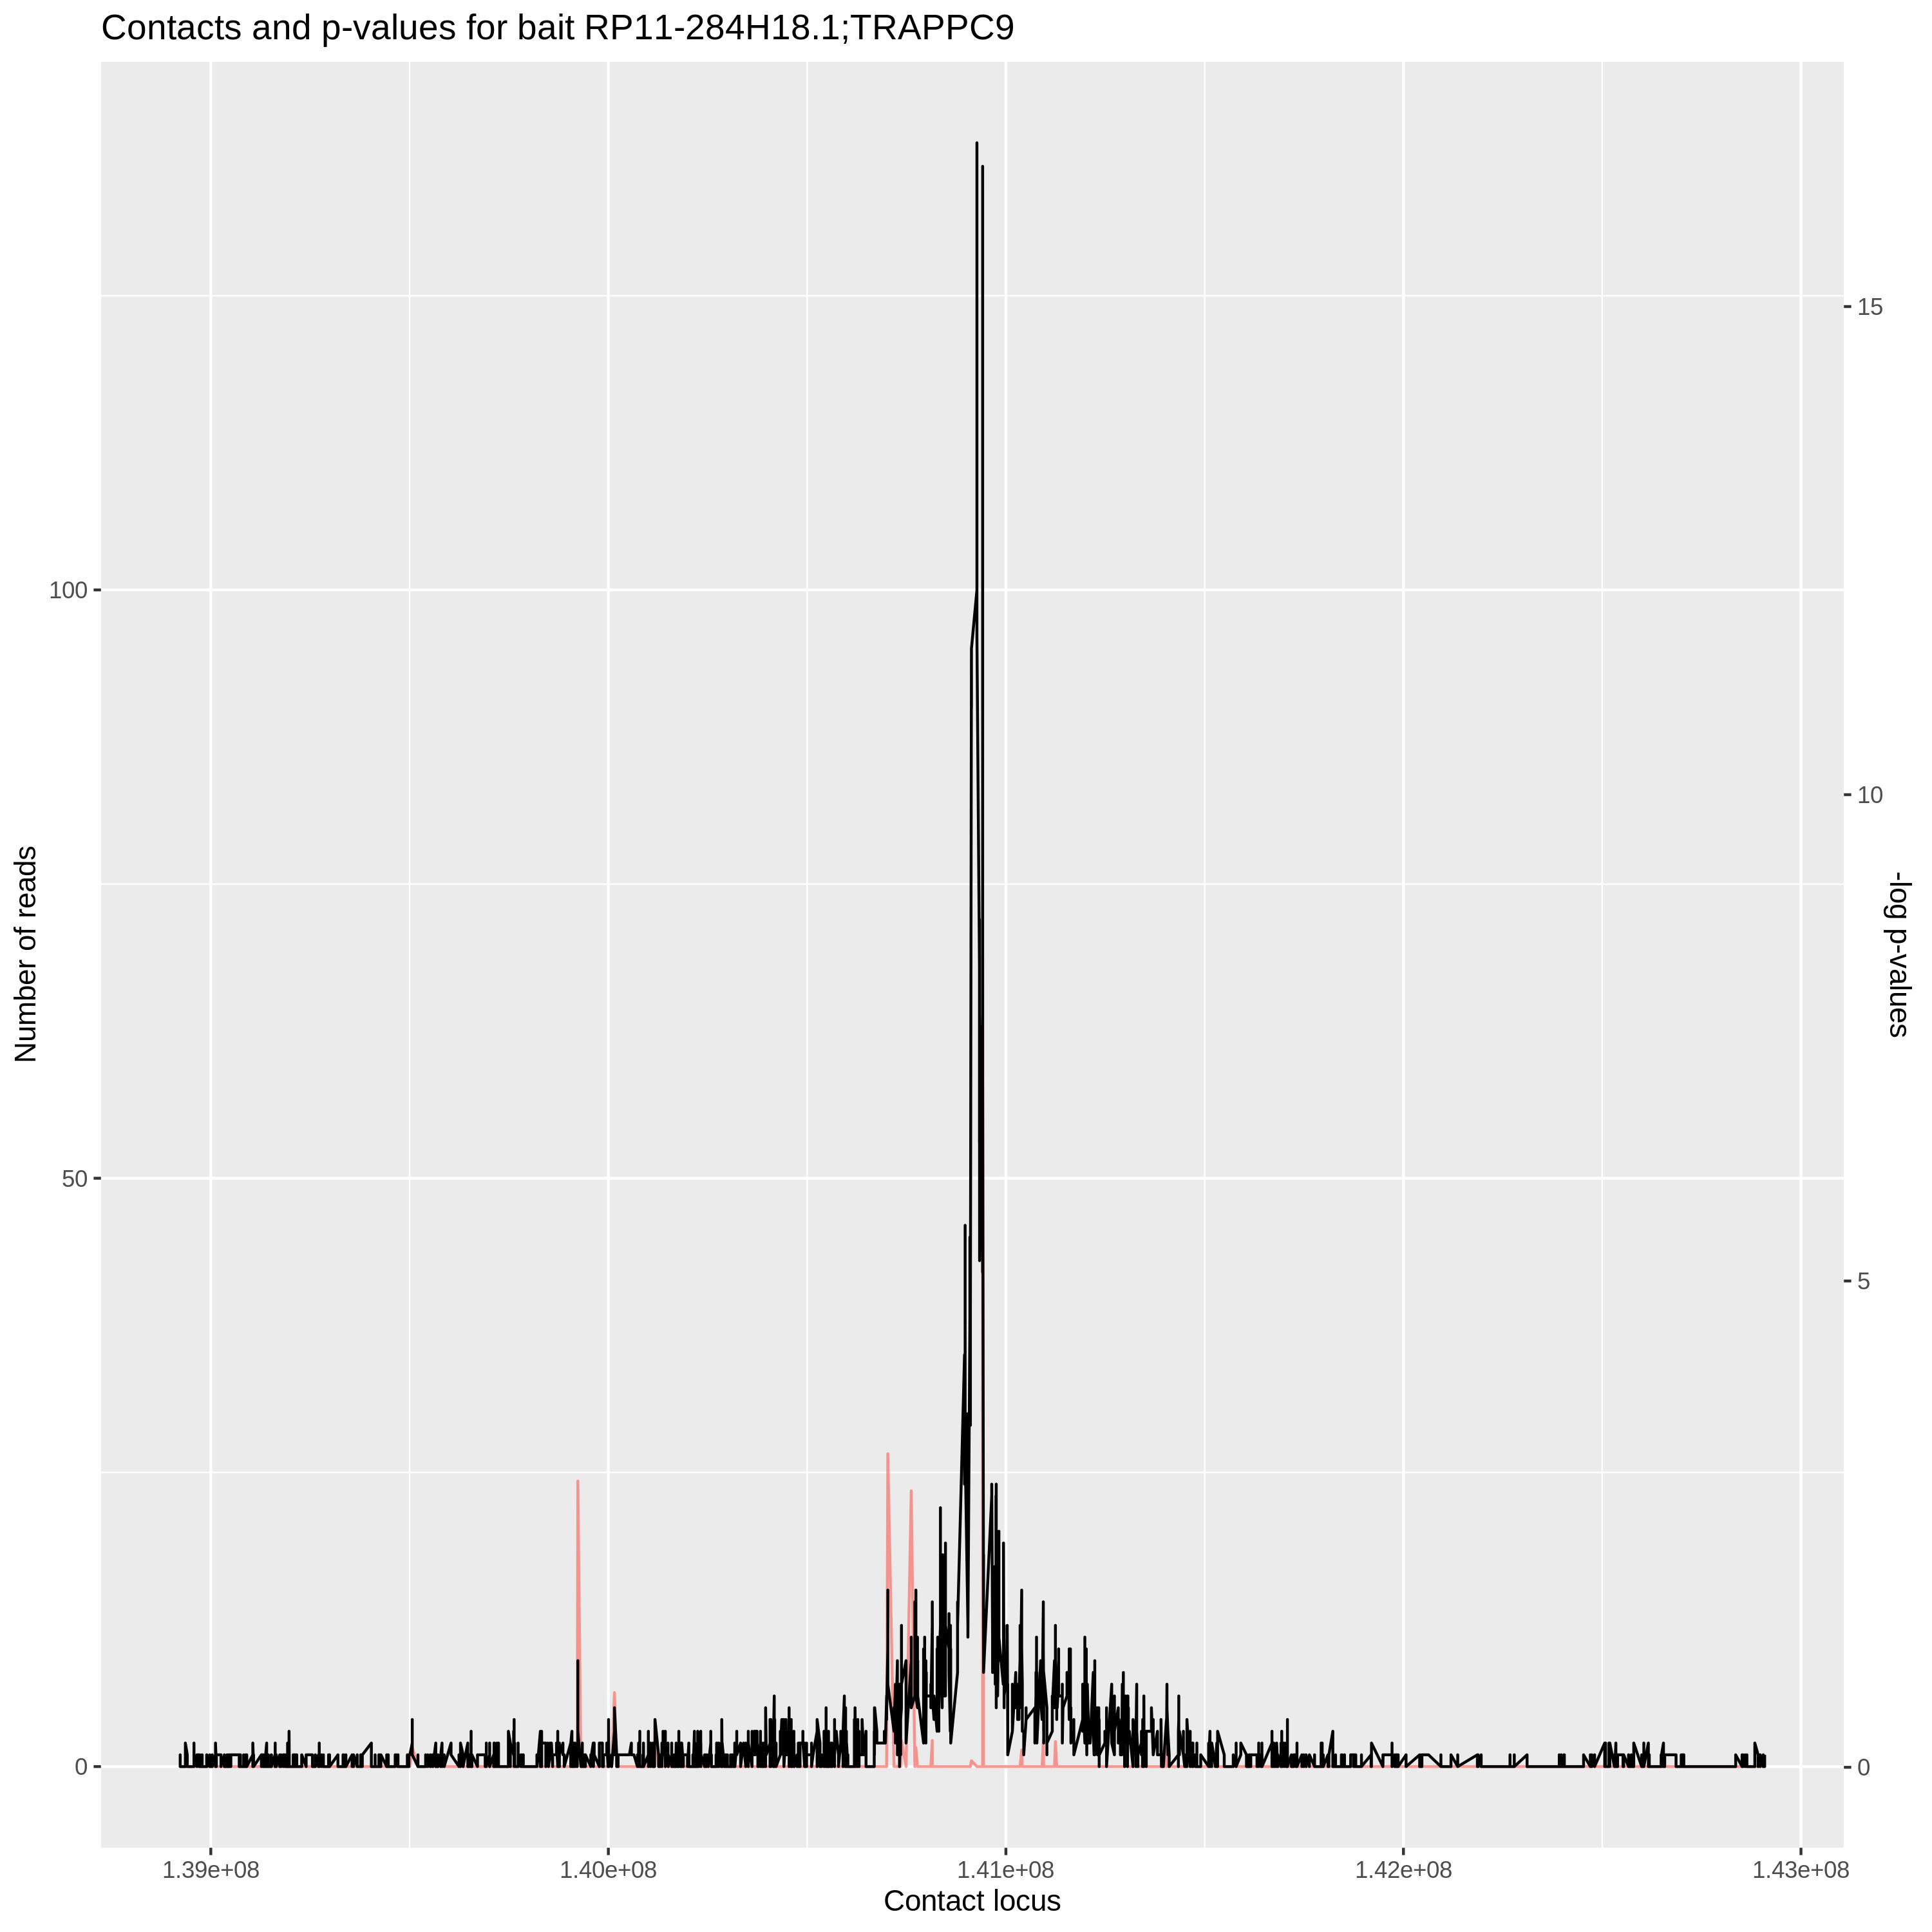 Contacts and p-values for bait RP11-284H18.1;TRAPPC9
Number of reads
100
50
0
15
10
5
0
-log p-values
1.39e+08
1.40e+08
1.41e+08
1.42e+08
1.43e+08
Contact locus